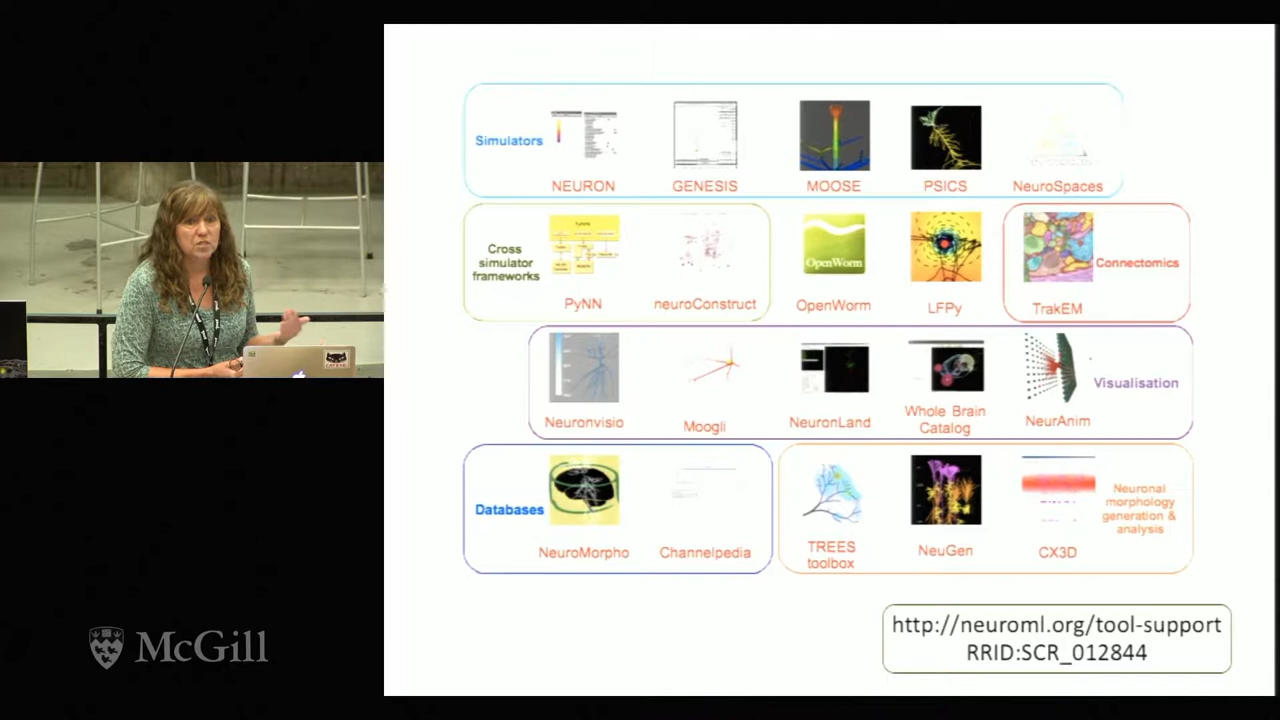 Simulators
NEURON
GENESIS
MOOSE
PSICS
NeuroSpaces
Cross
simulator
frameworks
PyNN
neuroConstruct
OpenWorm
OpenWorm
LFPy
TrakEM
Connectomics
Neuronvisio
Moogli
NeuronLand
Whole Brain
Catalog
NeurAnim
Visualisation
Databases
NeuroMorpho
Channelpedia
TREES
toolbox
NeuGen
CX3D
Neuronal
morphology
generation &
analysis
http://neuroml.org/tool-support
RRID:SCR_012844
McGill